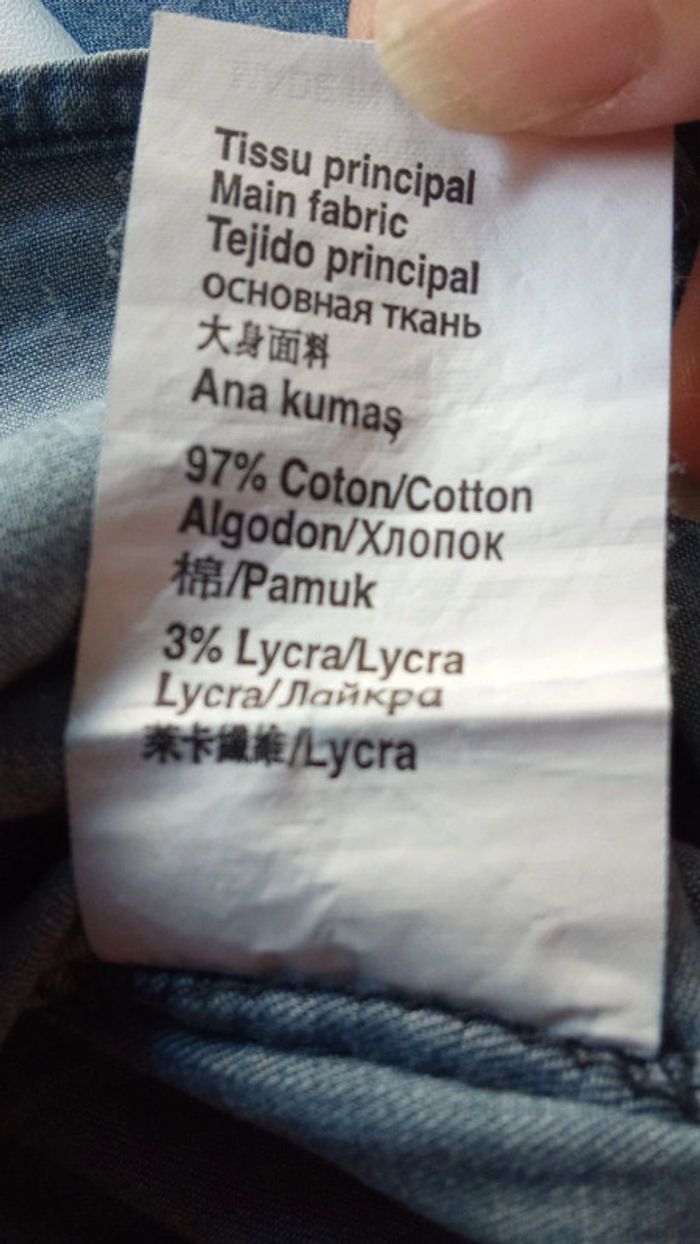 Tissu principal
Main fabric
Tejido principal
основная ткань
大身面料
Ana kumaş
97% Coton/Cotton
Algodon/Хлопок
棉/Pamuk
3% Lycra/Lycra
Lycra/Лайкра
莱卡纖維/Lycra